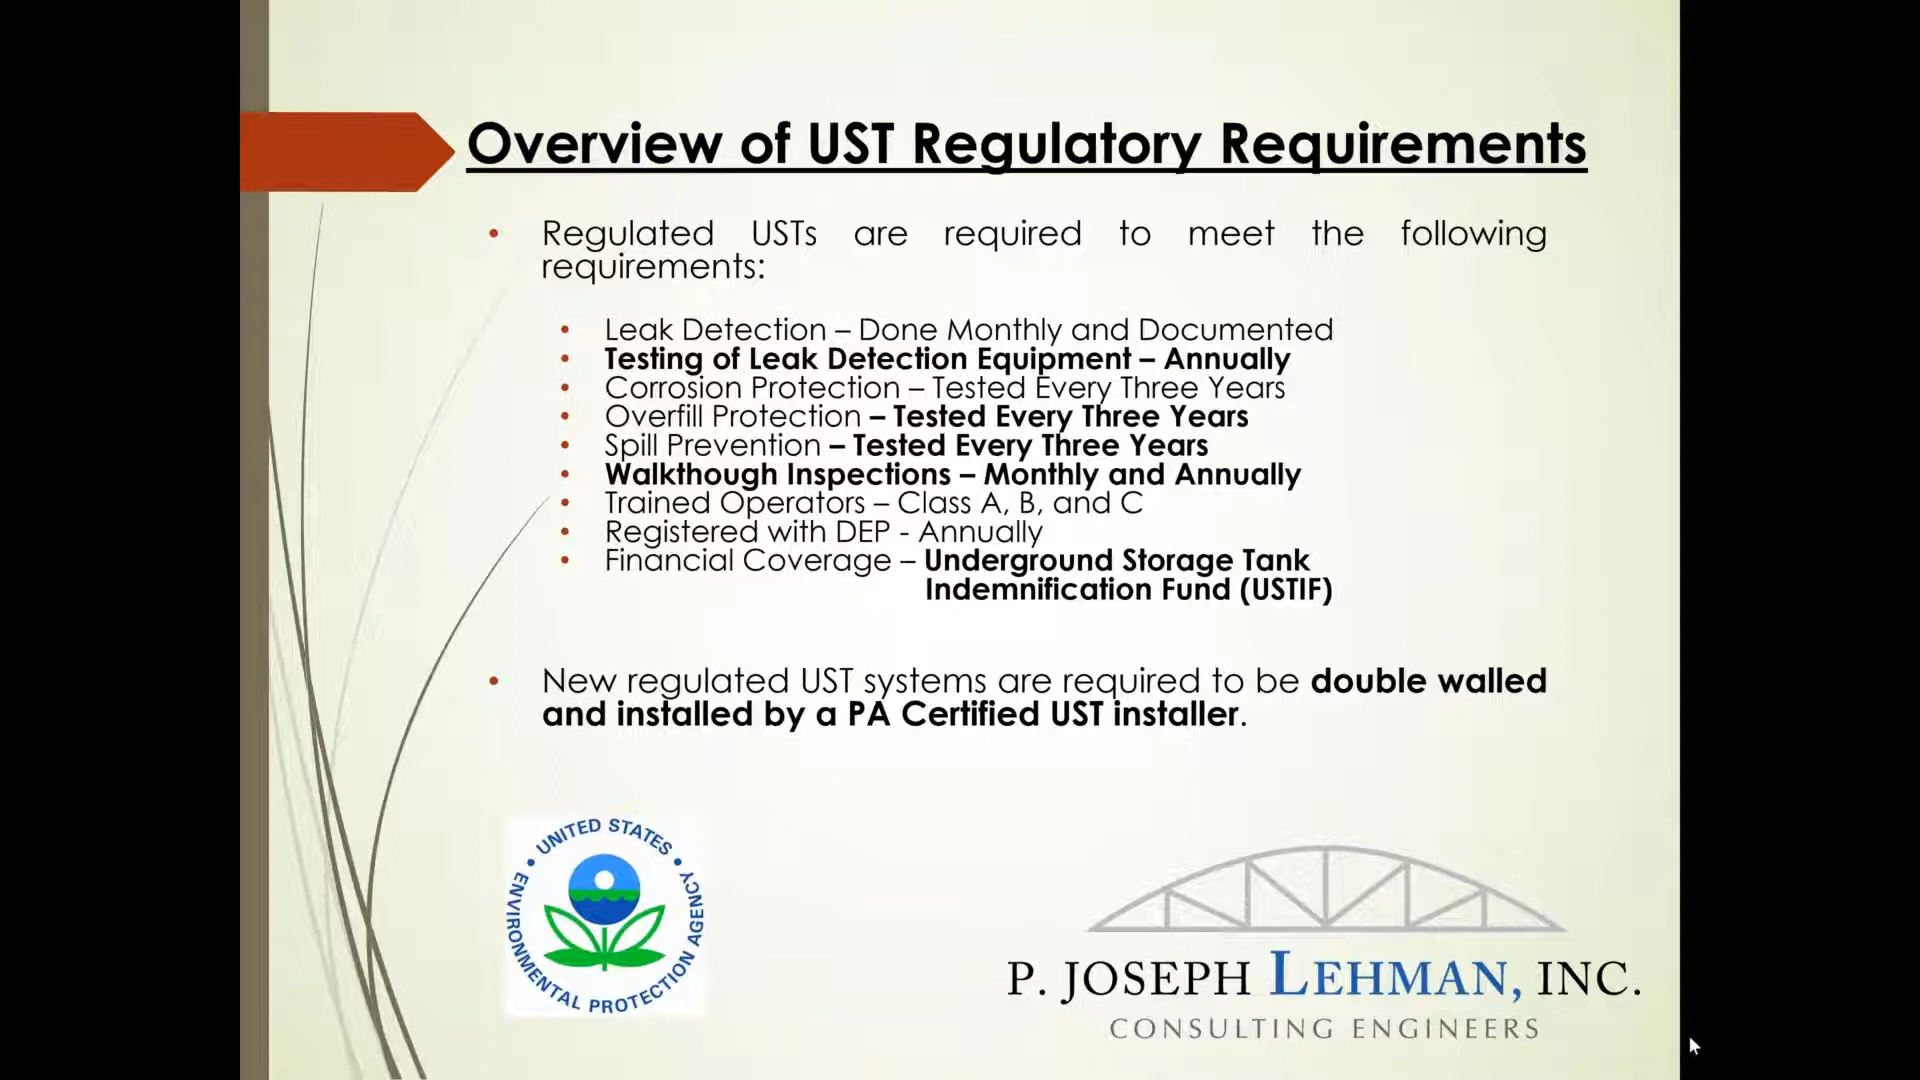 Overview of UST Regulatory Requirements
• Regulated USTs are required to meet the following
requirements:
• Leak Detection – Done Monthly and Documented
• Testing of Leak Detection Equipment – Annually
• Corrosion Protection – Tested Every Three Years
• Overfill Protection – Tested Every Three Years
• Spill Prevention – Tested Every Three Years
• Walkthough Inspections – Monthly and Annually
• Trained Operators – Class A, B, and C
• Registered with DEP - Annually
• Financial Coverage – Underground Storage Tank
Indemnification Fund (USTIF)
• New regulated UST systems are required to be double walled
and installed by a PA Certified UST installer.
• UNITED STATES •
ENVIRONMENTAL PROTECTION AGENCY
P. JOSEPH LEHMAN, INC.
CONSULTING ENGINEERS